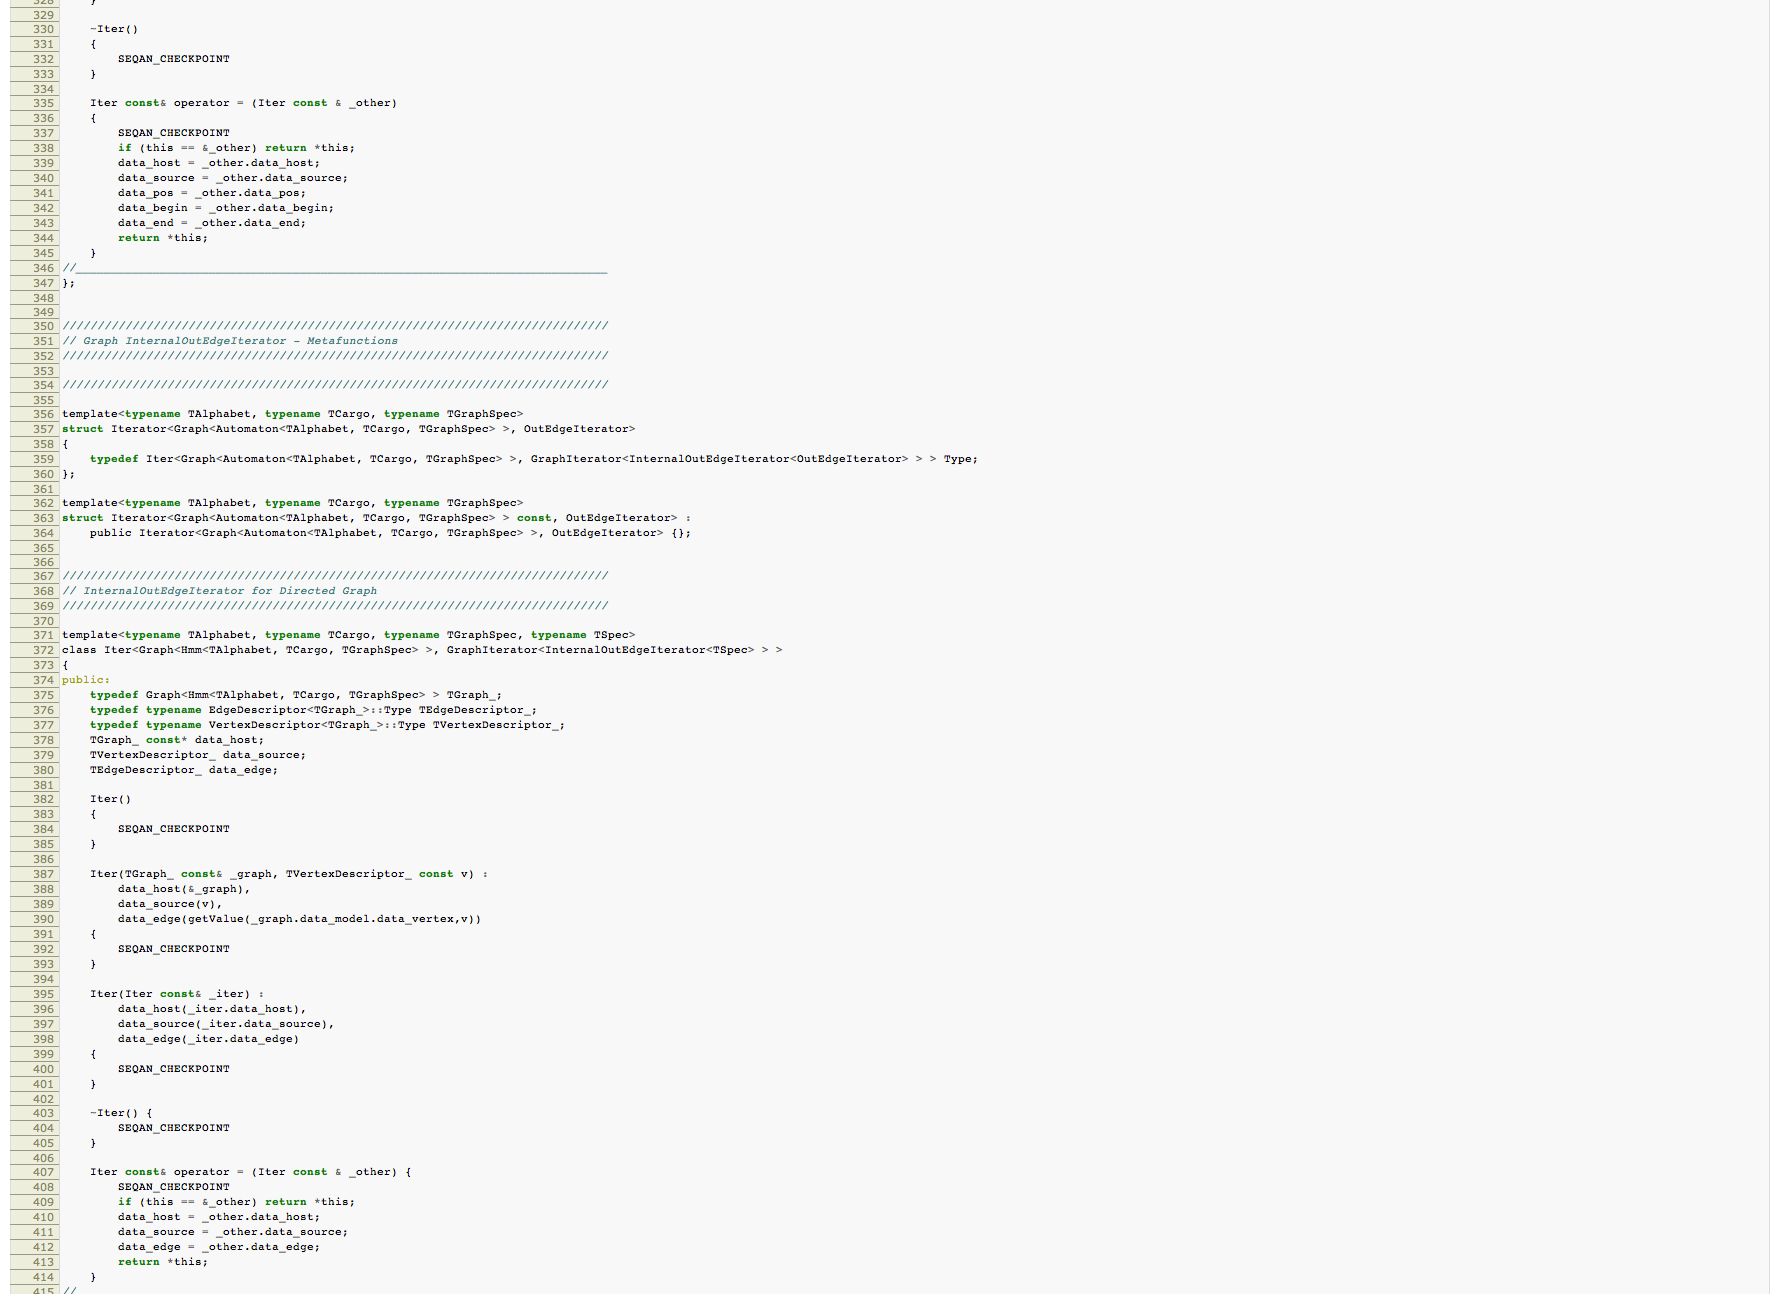 328     }
329
330     ~Iter()
331     {
332         SEQAN_CHECKPOINT
333     }
334
335     Iter const& operator = (Iter const & _other)
336     {
337         SEQAN_CHECKPOINT
338         if (this == &_other) return *this;
339         data_host = _other.data_host;
340         data_source = _other.data_source;
341         data_pos = _other.data_pos;
342         data_begin = _other.data_begin;
343         data_end = _other.data_end;
344         return *this;
345     }
346 //____________________________________________________________________________
347 };
348
349
350 //////////////////////////////////////////////////////////////////////////////
351 // Graph InternalOutEdgeIterator - Metafunctions
352 //////////////////////////////////////////////////////////////////////////////
353
354 //////////////////////////////////////////////////////////////////////////////
355
356 template<typename TAlphabet, typename TCargo, typename TGraphSpec>
357 struct Iterator<Graph<Automaton<TAlphabet, TCargo, TGraphSpec> >, OutEdgeIterator>
358 {
359     typedef Iter<Graph<Automaton<TAlphabet, TCargo, TGraphSpec> >, GraphIterator<InternalOutEdgeIterator<OutEdgeIterator> > > Type;
360 };
361
362 template<typename TAlphabet, typename TCargo, typename TGraphSpec>
363 struct Iterator<Graph<Automaton<TAlphabet, TCargo, TGraphSpec> > const, OutEdgeIterator> :
364     public Iterator<Graph<Automaton<TAlphabet, TCargo, TGraphSpec> >, OutEdgeIterator> {};
365
366
367 //////////////////////////////////////////////////////////////////////////////
368 // InternalOutEdgeIterator for Directed Graph
369 //////////////////////////////////////////////////////////////////////////////
370
371 template<typename TAlphabet, typename TCargo, typename TGraphSpec, typename TSpec>
372 class Iter<Graph<Hmm<TAlphabet, TCargo, TGraphSpec> >, GraphIterator<InternalOutEdgeIterator<TSpec> > >
373 {
374 public:
375     typedef Graph<Hmm<TAlphabet, TCargo, TGraphSpec> > TGraph_;
376     typedef typename EdgeDescriptor<TGraph_>::Type TEdgeDescriptor_;
377     typedef typename VertexDescriptor<TGraph_>::Type TVertexDescriptor_;
378     TGraph_ const* data_host;
379     TVertexDescriptor_ data_source;
380     TEdgeDescriptor_ data_edge;
381
382     Iter()
383     {
384         SEQAN_CHECKPOINT
385     }
386
387     Iter(TGraph_ const& _graph, TVertexDescriptor_ const v) :
388         data_host(&_graph),
389         data_source(v),
390         data_edge(getValue(_graph.data_model.data_vertex,v))
391     {
392         SEQAN_CHECKPOINT
393     }
394
395     Iter(Iter const& _iter) :
396         data_host(_iter.data_host),
397         data_source(_iter.data_source),
398         data_edge(_iter.data_edge)
399     {
400         SEQAN_CHECKPOINT
401     }
402
403     ~Iter() {
404         SEQAN_CHECKPOINT
405     }
406
407     Iter const& operator = (Iter const & _other) {
408         SEQAN_CHECKPOINT
409         if (this == &_other) return *this;
410         data_host = _other.data_host;
411         data_source = _other.data_source;
412         data_edge = _other.data_edge;
413         return *this;
414     }
415 //